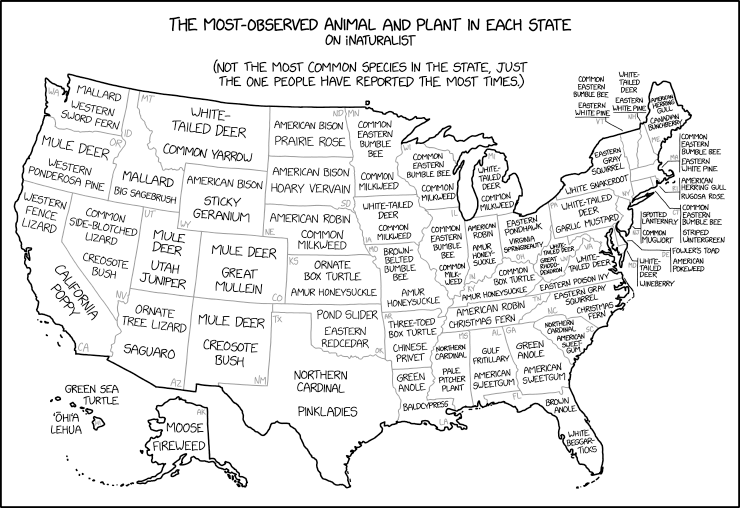 THE MOST-OBSERVED ANIMAL AND PLANT IN EACH STATE
ON iNATURALIST
(NOT THE MOST COMMON SPECIES IN THE STATE, JUST
THE ONE PEOPLE HAVE REPORTED THE MOST TIMES.)
WA
MALLARD
WESTERN
SWORD FERN
OR
MULE DEER
WESTERN
PONDEROSA PINE
WESTERN
FENCE
LIZARD
CALIFORNIA
POPPY
CA
COMMON
SIDE-BLOTCHED
LIZARD
CREOSOTE
BUSH
NV
ID
MALLARD
BIG SAGEBRUSH
MT
WHITE-
TAILED DEER
COMMON YARROW
AMERICAN BISON
STICKY
GERANIUM
WY
UT
MULE
DEER
UTAH
JUNIPER
MULE DEER
GREAT
MULLEIN
CO
ORNATE
TREE LIZARD
SAGUARO
AZ
MULE DEER
CREOSOTE
BUSH
NM
ND
AMERICAN BISON
PRAIRIE ROSE
AMERICAN BISON
HOARY VERVAIN
SD
AMERICAN ROBIN
COMMON
MILKWEED
NE
KS
ORNATE
BOX TURTLE
AMUR HONEYSUCKLE
POND SLIDER
EASTERN
REDCEDAR
OK
TX
NORTHERN
CARDINAL
PINKLADIES
MN
COMMON
EASTERN
BUMBLE
BEE
COMMON
MILKWEED
WHITE-TAILED
DEER
COMMON
MILKWEED
IA
MO
BROWN-
BELTED
BUMBLE
BEE
AMUR
HONEYSUCKLE
AR
THREE-TOED
BOX TURTLE
CHINESE
PRIVET
GREEN
ANOLE
BALDCYPRESS
LA
WI
COMMON
EASTERN
BUMBLE BEE
COMMON
MILKWEED
IL
COMMON
EASTERN
BUMBLE
BEE
COMMON
MILK-
WEED
MI
WHITE-
TAILED
DEER
COMMON
MILKWEED
IN
AMERICAN
ROBIN
AMUR
HONEY-
SUCKLE
OH
EASTERN
PONDHAWK
VIRGINIA
SPRINGBEAUTY
KY
COMMON
BOX TURTLE
AMUR HONEYSUCKLE
TN
AMERICAN ROBIN
CHRISTMAS FERN
MS
NORTHERN
CARDINAL
PALE
PITCHER
PLANT
AL
GULF
FRITILLARY
AMERICAN
SWEETGUM
GA
GREEN
ANOLE
AMERICAN
SWEETGUM
FL
BROWN
ANOLE
WHITE
BEGGAR-
TICKS
SC
NORTHERN
CARDINAL
AMERICAN
SWEET
GUM
NC
EASTERN GRAY
SQUIRREL
CHRISTMAS
FERN
WHITE-
TAILED DEER
EASTERN POISON IVY
WHITE
TAILED DEER
GREAT
RHODO-
DENDRON
WHITE-TAILED
DEER
GARLIC MUSTARD
EASTERN
GRAY
SQUIRREL
WHITE SNAKEROOT
NY
COMMON
EASTERN
BUMBLE BEE
EASTERN
WHITE PINE
VT
WHITE-
TAILED
DEER
EASTERN
WHITE PINE
NH
AMERICAN
HERRING
GULL
CANADIAN
BUNCHBERRY
ME
MA
COMMON
EASTERN
BUMBLE BEE
EASTERN
WHITE PINE
RI
AMERICAN
HERRING GULL
RUGOSA ROSE
CT
COMMON
EASTERN
BUMBLE BEE
STRIPED
WINTERGREEN
NJ
SPOTTED
LANTERNFLY
COMMON
MUGWORT
DE
FOWLER'S TOAD
AMERICAN
POKEWEED
MD
WHITE-
TAILED
DEER
WINEBERRY
GREEN SEA
TURTLE
'ŌHI'A
LEHUA
HI
AK
MOOSE
FIREWEED